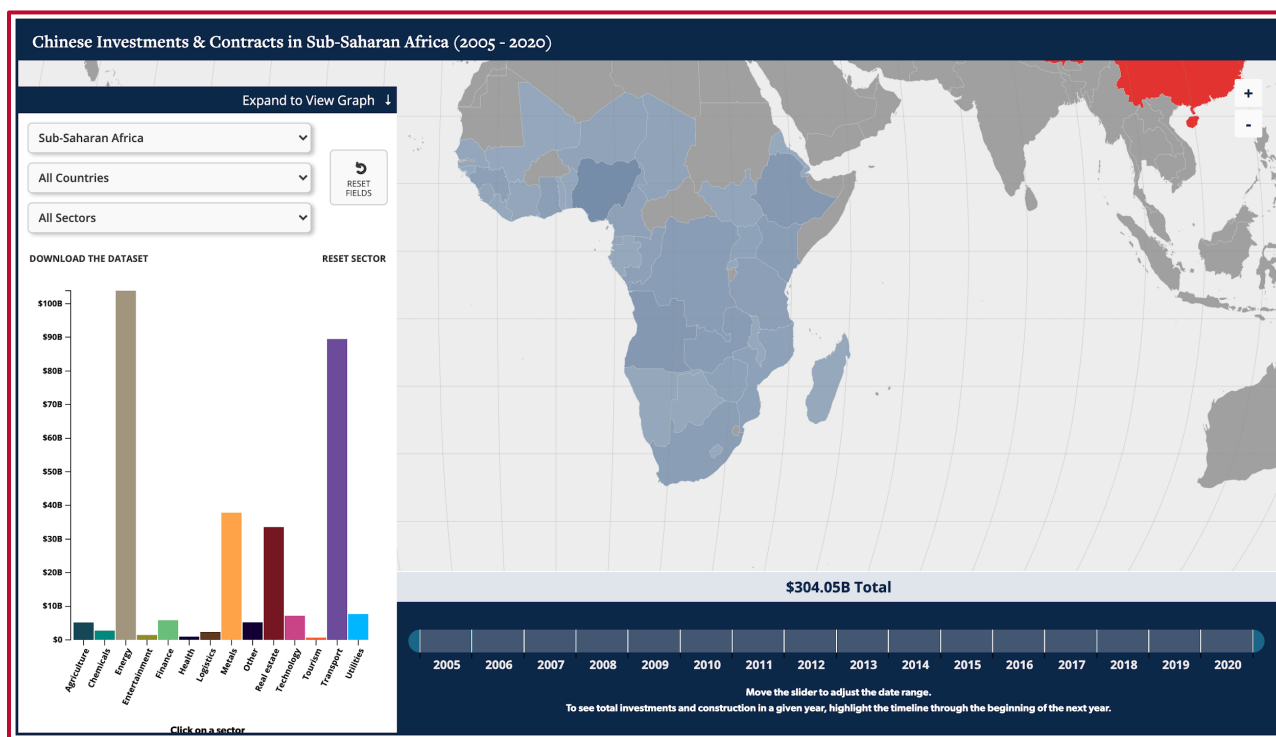 Chinese Investments & Contracts in Sub-Saharan Africa (2005 - 2020)
Expand to View Graph ↓
Sub-Saharan Africa
All Countries
All Sectors
RESET
FIELDS
+
-
DOWNLOAD THE DATASET
RESET SECTOR
$100B
$90B
$80B
$70B
$60B
$50B
$40B
$30B
$20B
$10B
$0
Agriculture
Chemicals
Energy
Entertainment
Finance
Health
Logistics
Metals
Other
Real estate
Technology
Tourism
Transport
Utilities
Click on a sector
$304.05B Total
2005 2006 2007 2008 2009 2010 2011 2012 2013 2014 2015 2016 2017 2018 2019 2020
Move the slider to adjust the date range.
To see total investments and construction in a given year, highlight the timeline through the beginning of the next year.